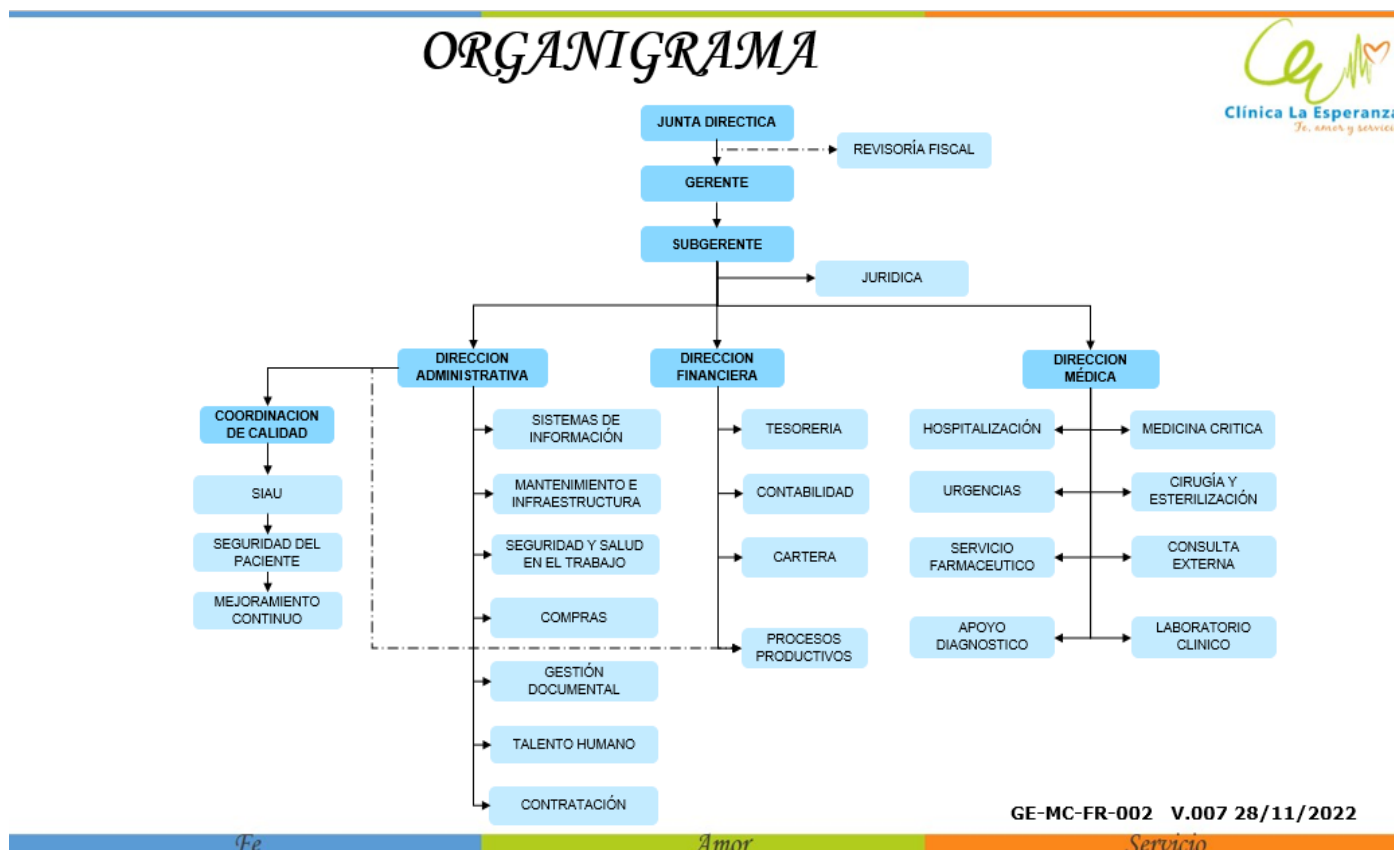 ORGANIGRAMA
Clínica La Esperanza
Fe, amor y servicio
JUNTA DIRECTICA
REVISORÍA FISCAL
GERENTE
SUBGERENTE
JURIDICA
DIRECCION
ADMINISTRATIVA
DIRECCION
FINANCIERA
DIRECCION
MÉDICA
COORDINACION
DE CALIDAD
SIAU
SEGURIDAD DEL
PACIENTE
MEJORAMIENTO
CONTINUO
SISTEMAS DE
INFORMACIÓN
MANTENIMIENTO E
INFRAESTRUCTURA
SEGURIDAD Y SALUD
EN EL TRABAJO
COMPRAS
GESTIÓN
DOCUMENTAL
TALENTO HUMANO
CONTRATACIÓN
TESORERIA
CONTABILIDAD
CARTERA
PROCESOS
PRODUCTIVOS
HOSPITALIZACIÓN
MEDICINA CRITICA
URGENCIAS
CIRUGÍA Y
ESTERILIZACIÓN
SERVICIO
FARMACEUTICO
CONSULTA
EXTERNA
APOYO
DIAGNOSTICO
LABORATORIO
CLINICO
GE-MC-FR-002 V.007 28/11/2022
Fe
Amor
Servicio